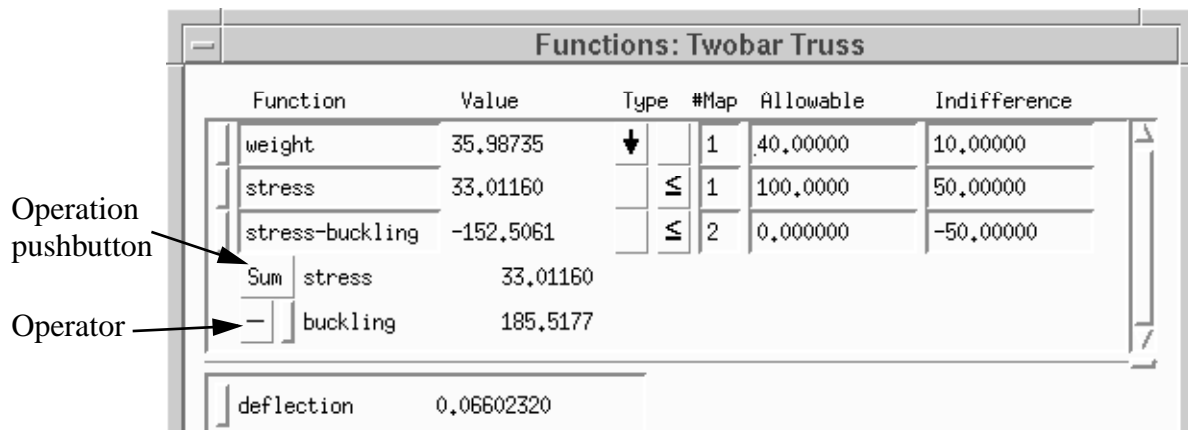 Functions: Twobar Truss
Function Value Type #Map Allowable Indifference
weight 35.98735 1 40.00000 10.00000
stress 33.01160 ≤ 1 100.0000 50.00000
stress-buckling -152.5061 ≤ 2 0.000000 -50.00000
Operation
pushbutton
Sum stress 33.01160
Operator
− buckling 185.5177
deflection 0.06602320